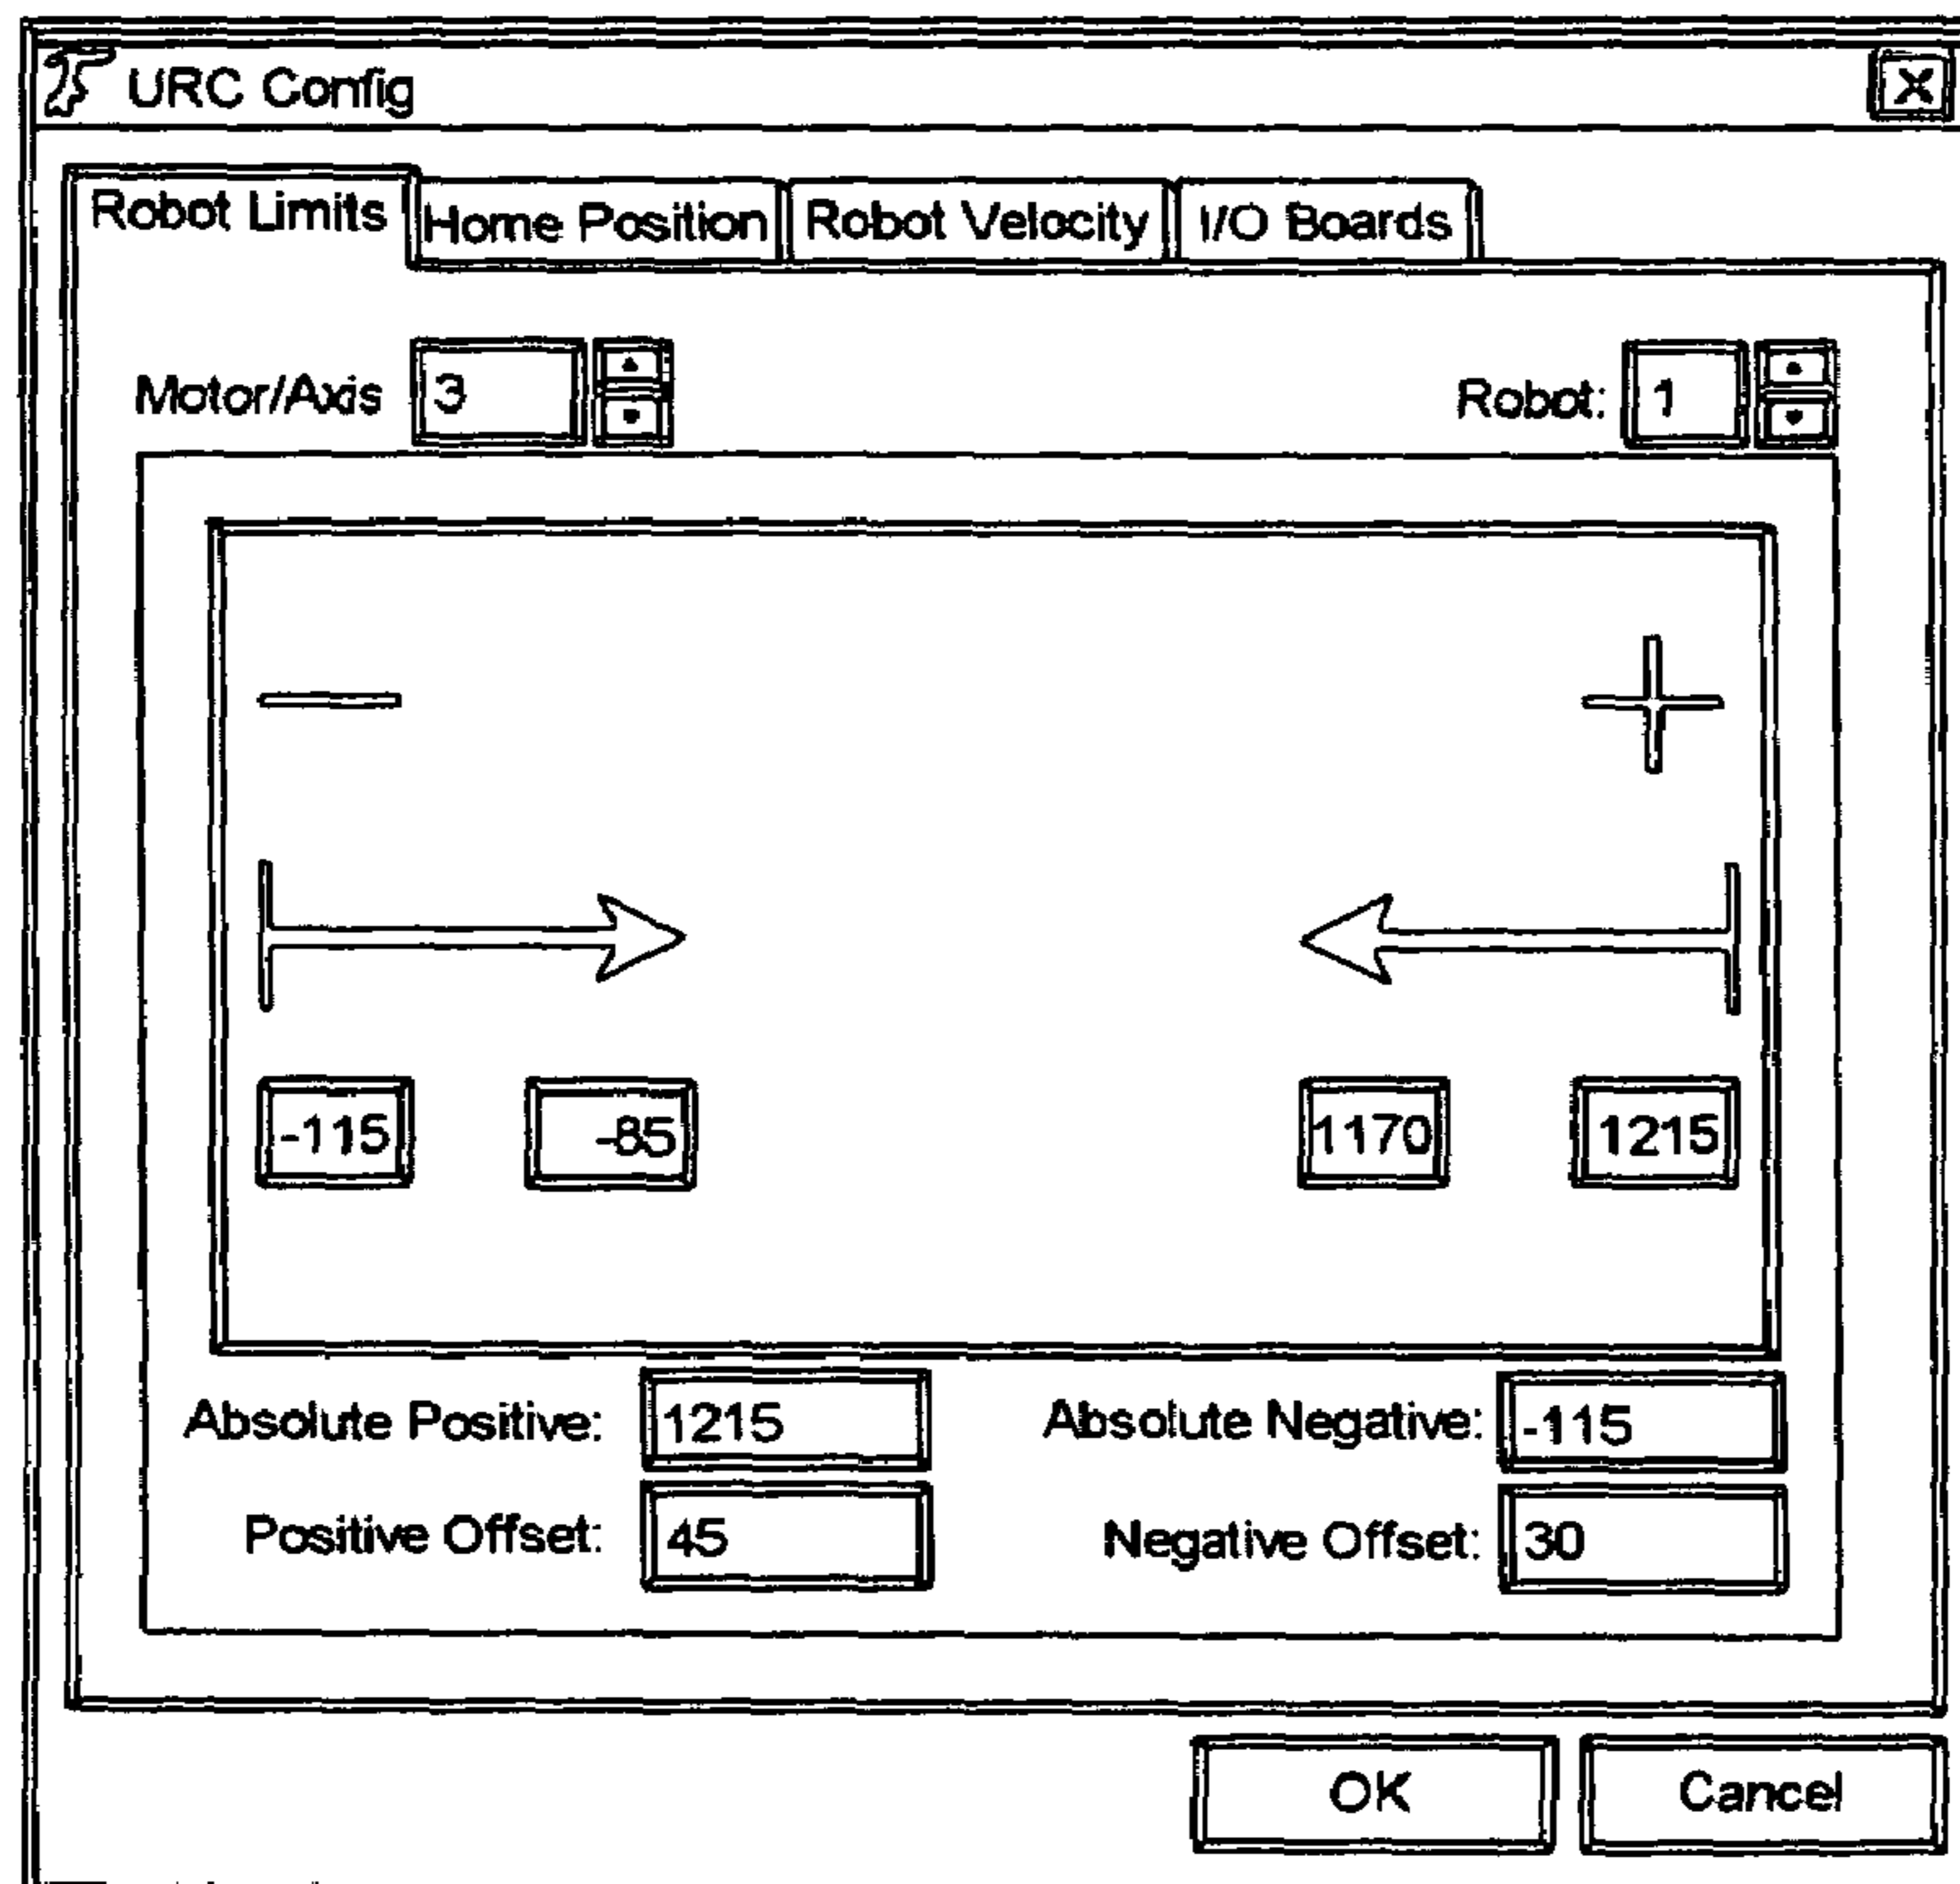 URC Config X
Robot Limits Home Position Robot Velocity I/O Boards
Motor/Axis 3 Robot: 1
-115 -85 1170 1215
Absolute Positive: 1215 Absolute Negative: -115
Positive Offset: 45 Negative Offset: 30
OK Cancel